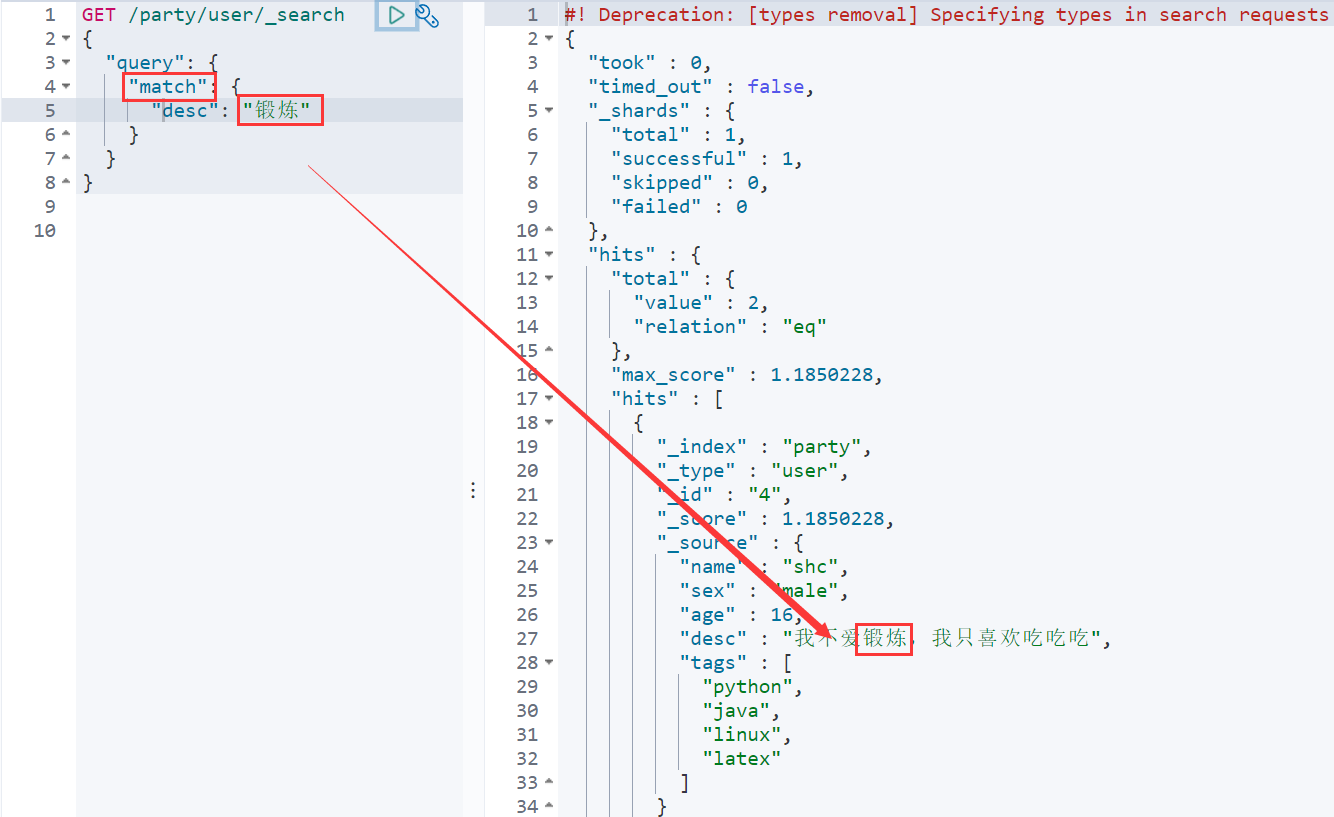 1 GET /party/user/_search
2 {
3 "query": {
4 "match": {
5 "desc": "锻炼"
6 }
7 }
8 }
9
10
1 #! Deprecation: [types removal] Specifying types in search requests
2 {
3 "took" : 0,
4 "timed_out" : false,
5 "_shards" : {
6 "total" : 1,
7 "successful" : 1,
8 "skipped" : 0,
9 "failed" : 0
10 },
11 "hits" : {
12 "total" : {
13 "value" : 2,
14 "relation" : "eq"
15 },
16 "max_score" : 1.1850228,
17 "hits" : [
18 {
19 "_index" : "party",
20 "_type" : "user",
21 "_id" : "4",
22 "_score" : 1.1850228,
23 "_source" : {
24 "name" : "shc",
25 "sex" : "male",
26 "age" : 16,
27 "desc" : "我不爱锻炼，我只喜欢吃吃吃",
28 "tags" : [
29 "python",
30 "java",
31 "linux",
32 "latex"
33 ]
34 }